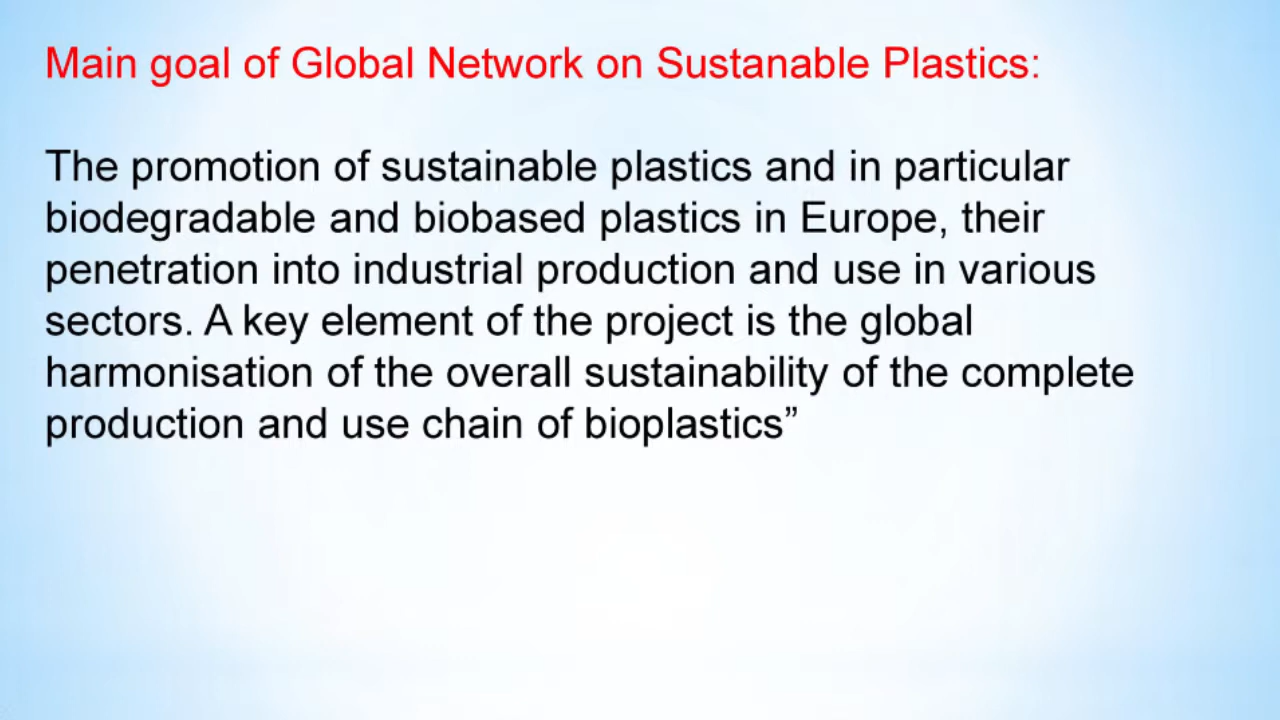 Main goal of Global Network on Sustanable Plastics:
The promotion of sustainable plastics and in particular
biodegradable and biobased plastics in Europe, their
penetration into industrial production and use in various
sectors. A key element of the project is the global
harmonisation of the overall sustainability of the complete
production and use chain of bioplastics”